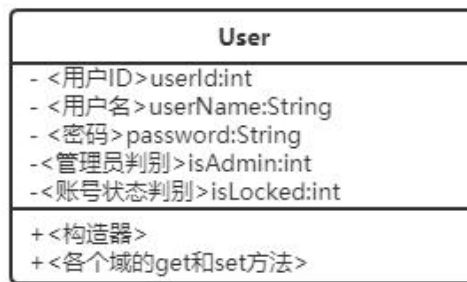 User
- <用户ID>userId:int
- <用户名>userName:String
- <密码>password:String
-<管理员判别>isAdmin:int
-<账号状态判别>isLocked:int
+<构造器>
+<各个域的get和set方法>